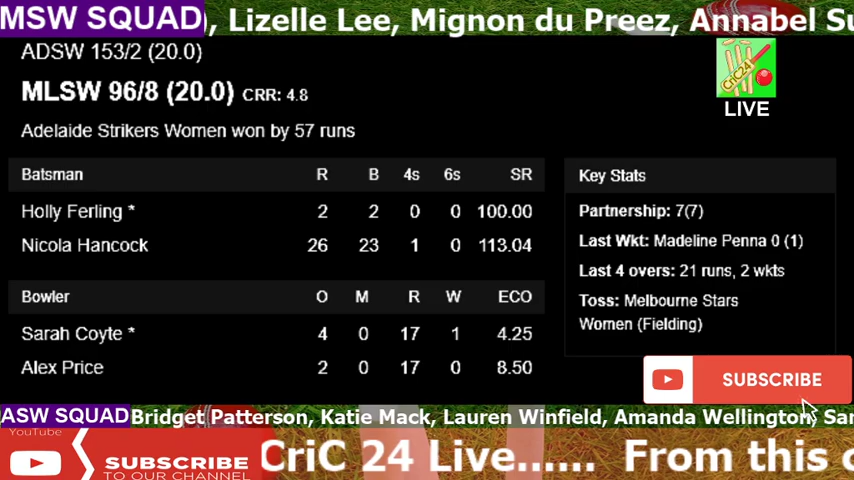 MSW SQUAD ), Lizelle Lee, Mignon du Preez, Annabel Su
ADSW 153/2 (20.0)
MLSW 96/8 (20.0) CRR: 4.8
Adelaide Strikers Women won by 57 runs
CriC24
LIVE
Batsman R B 4s 6s SR
Holly Ferling * 2 2 0 0 100.00
Nicola Hancock 26 23 1 0 113.04
Bowler O M R W ECO
Sarah Coyte * 4 0 17 1 4.25
Alex Price 2 0 17 0 8.50
Key Stats
Partnership: 7(7)
Last Wkt: Madeline Penna 0 (1)
Last 4 overs: 21 runs, 2 wkts
Toss: Melbourne Stars
Women (Fielding)
SUBSCRIBE
ASW SQUAD Bridget Patterson, Katie Mack, Lauren Winfield, Amanda Wellington, Sar
YouTube
SUBSCRIBE
TO OUR CHANNEL
CriC 24 Live...... From this c